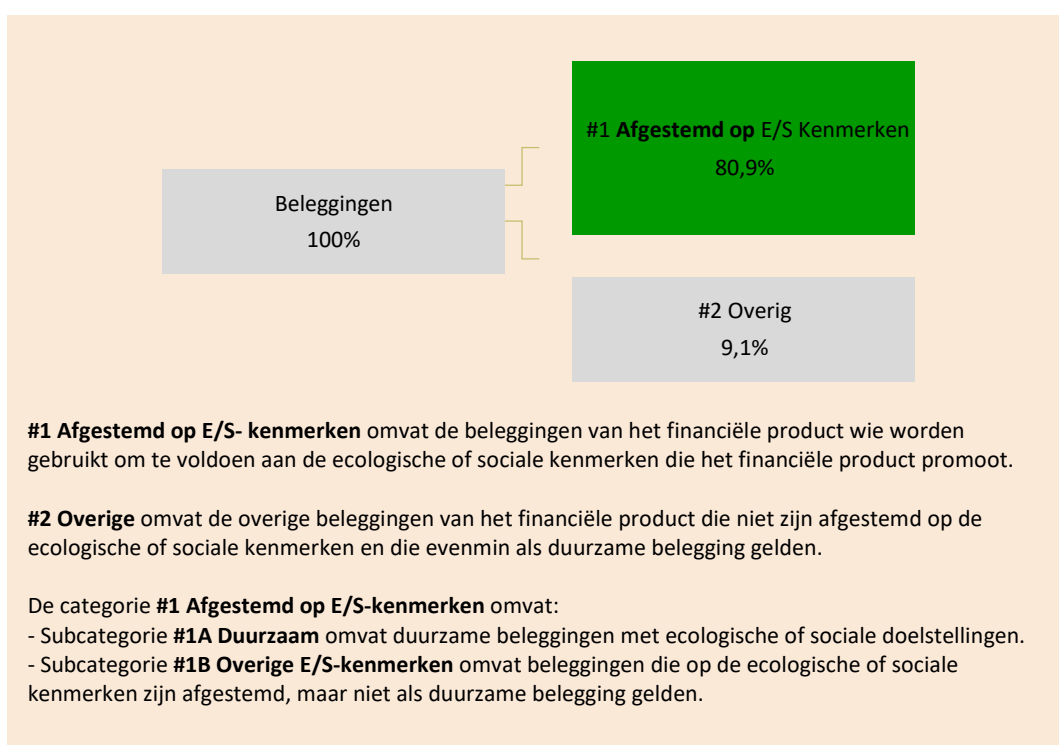 #1 Afgestemd op E/S Kenmerken
80,9%
Beleggingen
100%
#2 Overig
9,1%
#1 Afgestemd op E/S- kenmerken omvat de beleggingen van het financiële product wie worden
gebruikt om te voldoen aan de ecologische of sociale kenmerken die het financiële product promoot.
#2 Overige omvat de overige beleggingen van het financiële product die niet zijn afgestemd op de
ecologische of sociale kenmerken en die evenmin als duurzame belegging gelden.
De categorie #1 Afgestemd op E/S-kenmerken omvat:
- Subcategorie #1A Duurzaam omvat duurzame beleggingen met ecologische of sociale doelstellingen.
- Subcategorie #1B Overige E/S-kenmerken omvat beleggingen die op de ecologische of sociale
kenmerken zijn afgestemd, maar niet als duurzame belegging gelden.